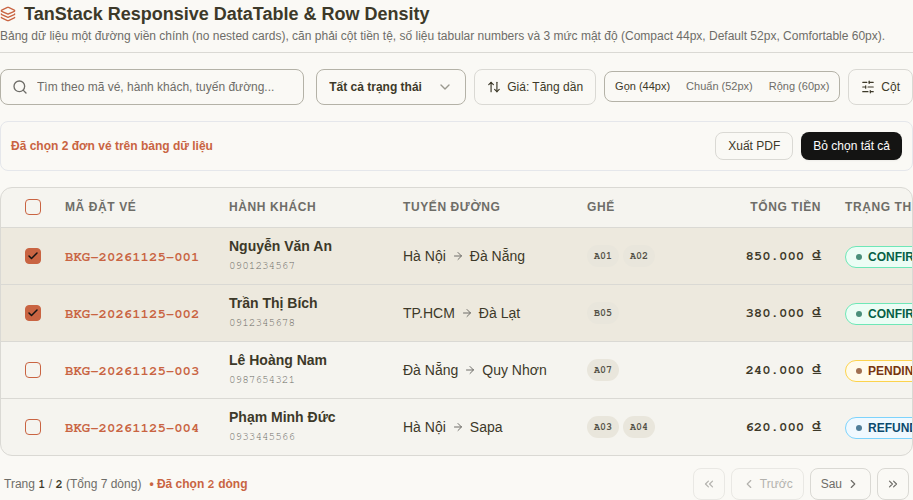 TanStack Responsive DataTable & Row Density
Bảng dữ liệu một đường viền chính (no nested cards), căn phải cột tiền tệ, số liệu tabular numbers và 3 mức mật độ (Compact 44px, Default 52px, Comfortable 60px).
Tìm theo mã vé, hành khách, tuyến đường... Tất cả trạng thái Giá: Tăng dần Gọn (44px) Chuẩn (52px) Rộng (60px) Cột
Đã chọn 2 đơn vé trên bảng dữ liệu Xuất PDF Bỏ chọn tất cả
MÃ ĐẶT VÉ HÀNH KHÁCH TUYẾN ĐƯỜNG GHẾ TỔNG TIỀN TRẠNG TH
BKG-20261125-001 Nguyễn Văn An Hà Nội → Đà Nẵng A01 A02 850.000 ₫ CONFIR
0901234567
BKG-20261125-002 Trần Thị Bích TP.HCM → Đà Lạt B05 380.000 ₫ CONFIR
0912345678
BKG-20261125-003 Lê Hoàng Nam Đà Nẵng → Quy Nhơn A07 240.000 ₫ PENDIN
0987654321
BKG-20261125-004 Phạm Minh Đức Hà Nội → Sapa A03 A04 620.000 ₫ REFUND
0933445566
Trang 1 / 2 (Tổng 7 dòng) • Đã chọn 2 dòng « ‹ Trước Sau › »